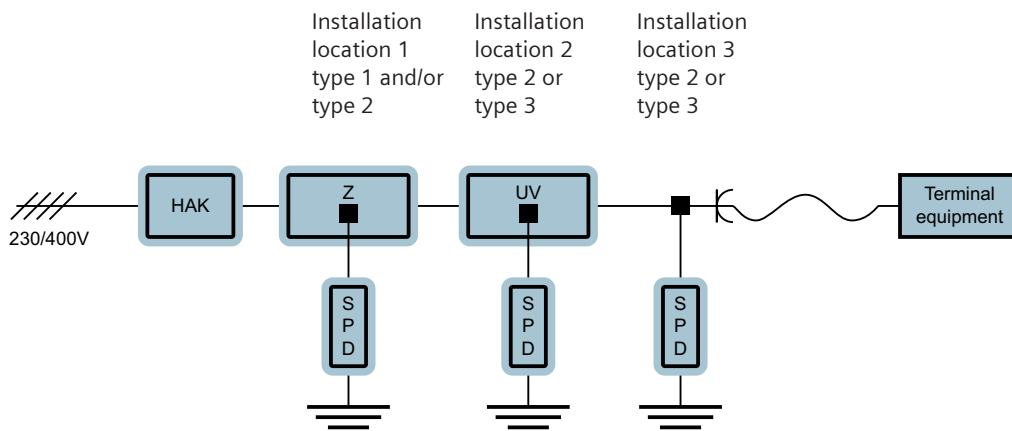 Installation
location 1
type 1 and/or
type 2
Installation
location 2
type 2 or
type 3
Installation
location 3
type 2 or
type 3
230/400V
HAK
Z
UV
Terminal
equipment
S
P
D
S
P
D
S
P
D